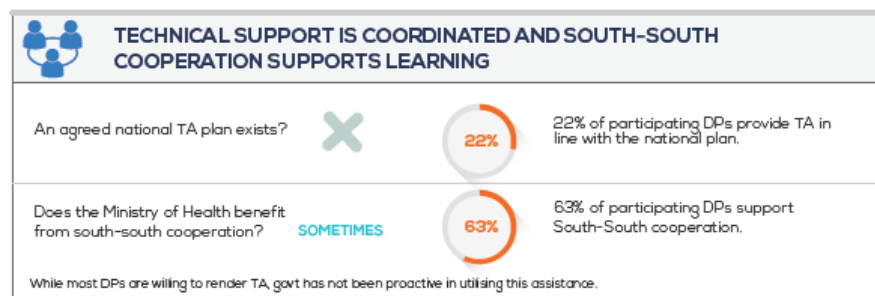 TECHNICAL SUPPORT IS COORDINATED AND SOUTH-SOUTH
COOPERATION SUPPORTS LEARNING
An agreed national TA plan exists?
22%
22% of participating DPs provide TA in
line with the national plan.
Does the Ministry of Health benefit
from south-south cooperation?
SOMETIMES
63%
63% of participating DPs support
South-South cooperation.
While most DPs are willing to render TA, govt has not been proactive in utilising this assistance.